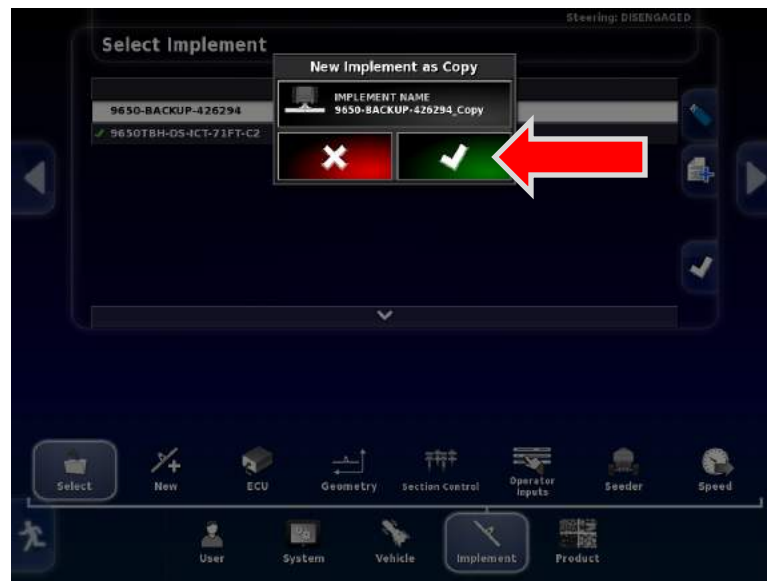 Steering: DISENGAGED
Select Implement
New Implement as Copy
IMPLEMENT NAME
9650-BACKUP-426294_Copy
9650-BACKUP-426294
9650TBH-DS-ICT-71FT-C2
Select
New
ECU
Geometry
Section Control
Operator
Inputs
Seeder
Speed
User
System
Vehicle
Implement
Product